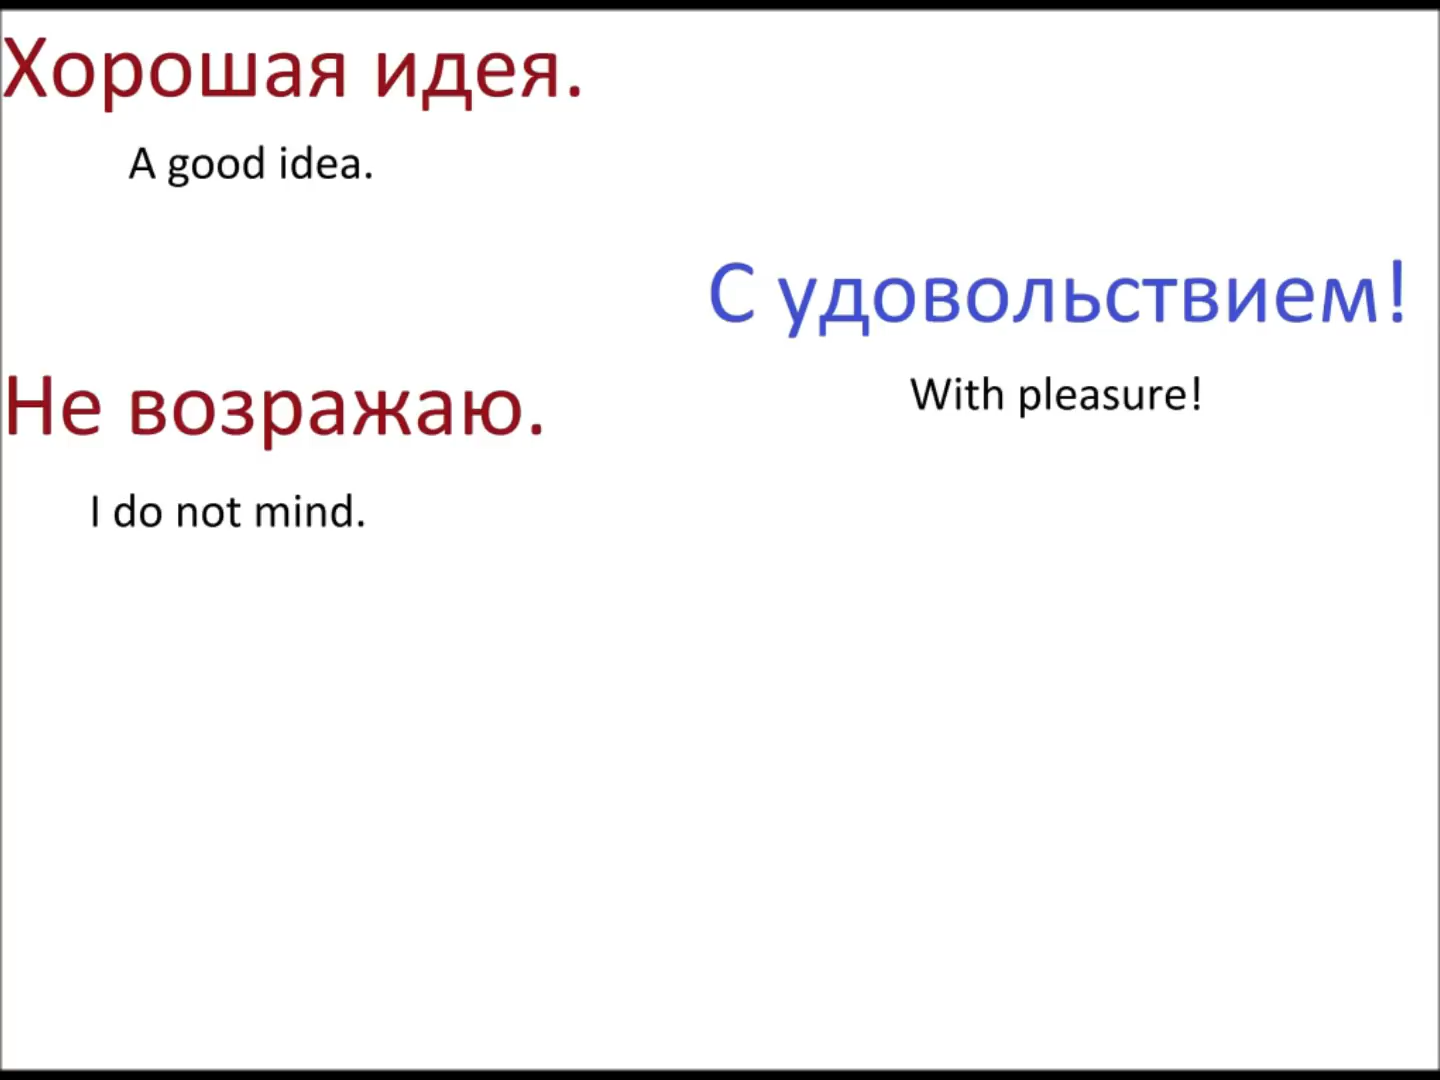 Хорошая идея.
A good idea.
С удовольствием!
With pleasure!
Не возражаю.
I do not mind.